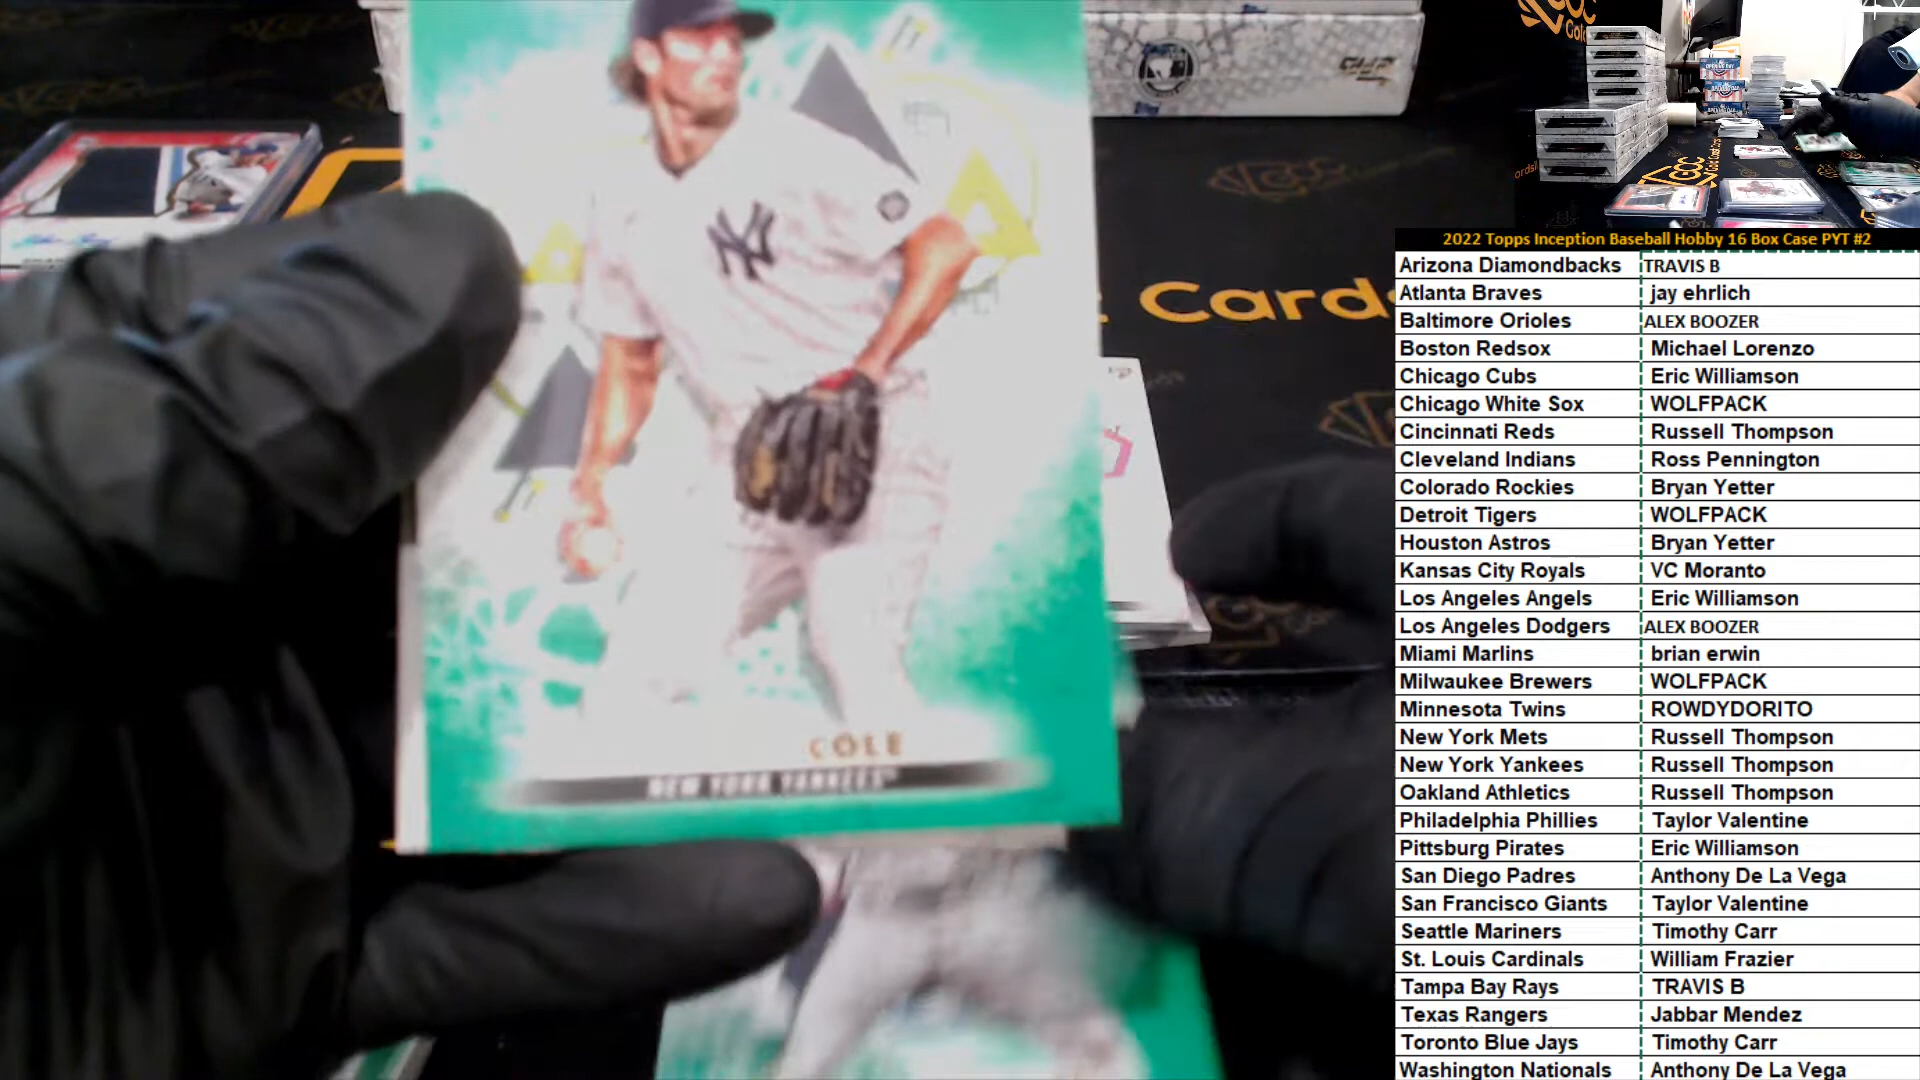 NY
COLE
NEW YORK YANKEES
Card
GCC
OPENING DAY
OPENING DAY
GCC
2022 Topps Inception Baseball Hobby 16 Box Case PYT #2
Arizona Diamondbacks TRAVIS B
Atlanta Braves jay ehrlich
Baltimore Orioles ALEX BOOZER
Boston Redsox Michael Lorenzo
Chicago Cubs Eric Williamson
Chicago White Sox WOLFPACK
Cincinnati Reds Russell Thompson
Cleveland Indians Ross Pennington
Colorado Rockies Bryan Yetter
Detroit Tigers WOLFPACK
Houston Astros Bryan Yetter
Kansas City Royals VC Moranto
Los Angeles Angels Eric Williamson
Los Angeles Dodgers ALEX BOOZER
Miami Marlins brian erwin
Milwaukee Brewers WOLFPACK
Minnesota Twins ROWDYDORITO
New York Mets Russell Thompson
New York Yankees Russell Thompson
Oakland Athletics Russell Thompson
Philadelphia Phillies Taylor Valentine
Pittsburg Pirates Eric Williamson
San Diego Padres Anthony De La Vega
San Francisco Giants Taylor Valentine
Seattle Mariners Timothy Carr
St. Louis Cardinals William Frazier
Tampa Bay Rays TRAVIS B
Texas Rangers Jabbar Mendez
Toronto Blue Jays Timothy Carr
Washington Nationals Anthony De La Vega